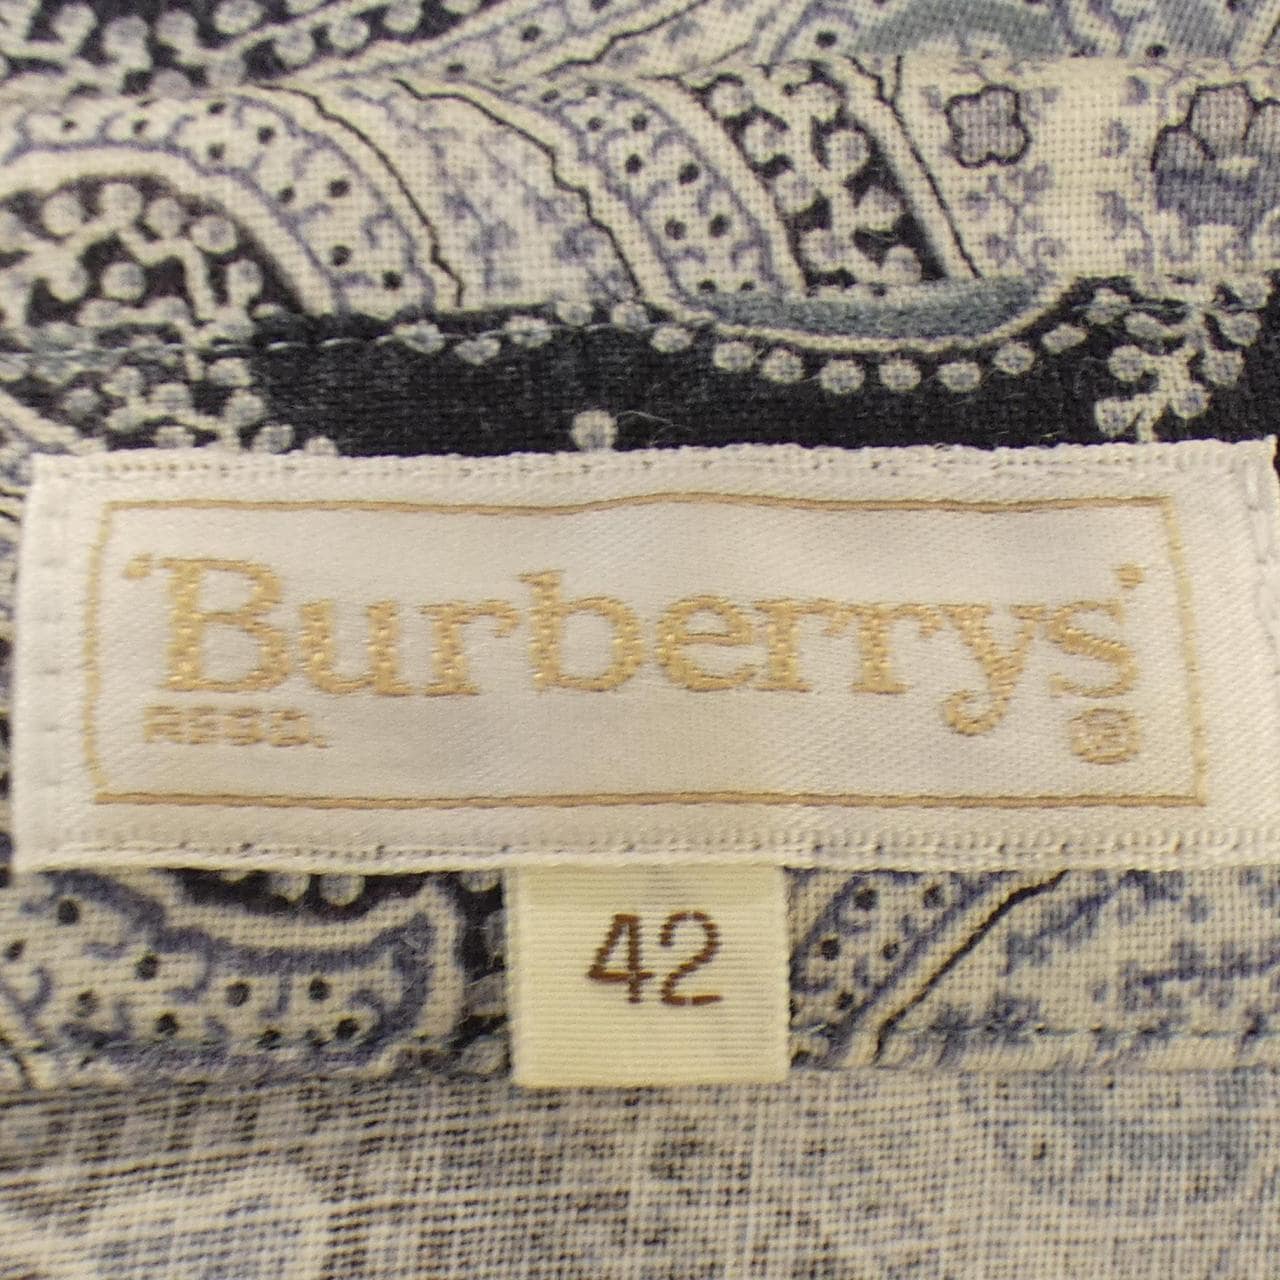 'Burberrys'
REGD. ®
42